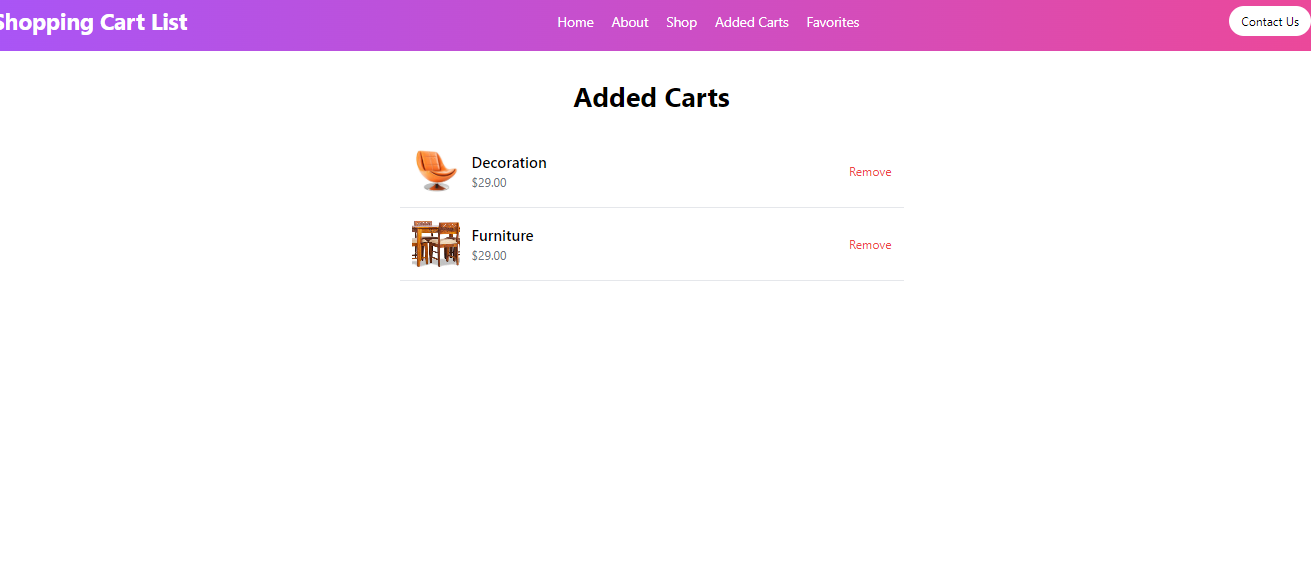 Shopping Cart List
Home About Shop Added Carts Favorites
Contact Us
Added Carts
Decoration
$29.00
Remove
Furniture
$29.00
Remove